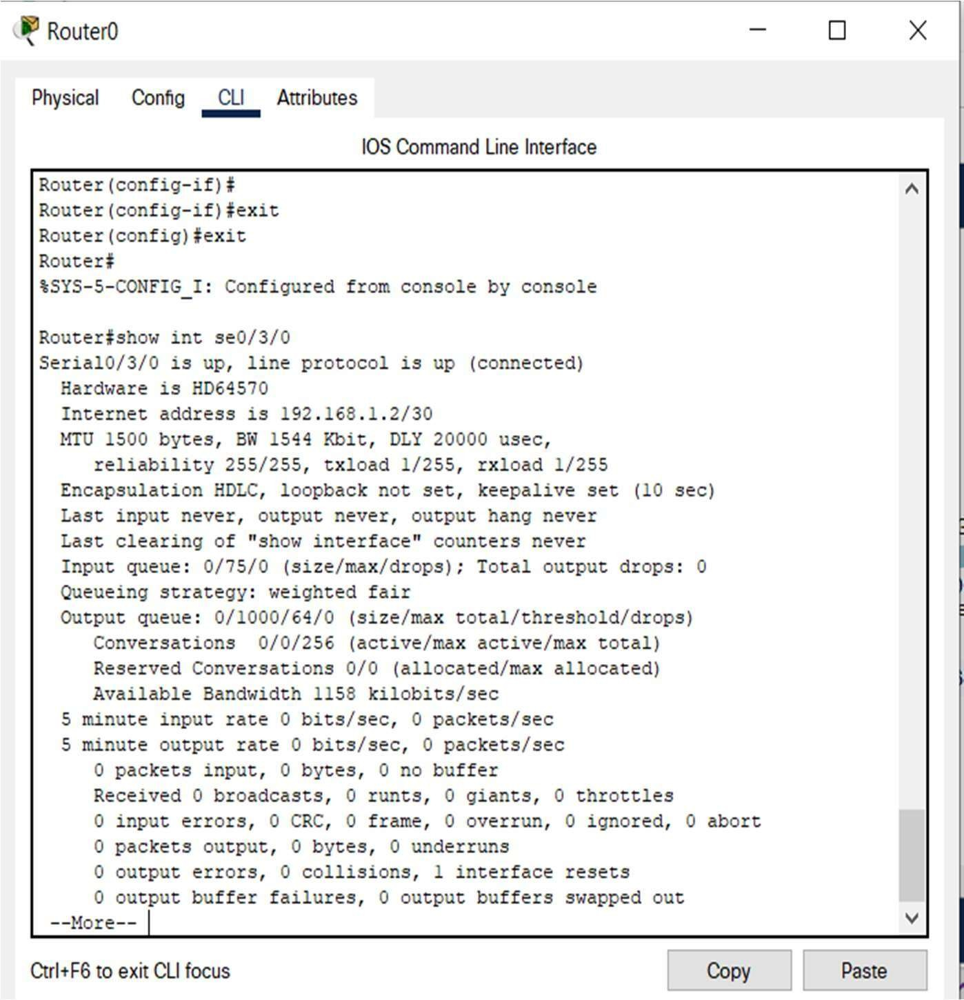 Router0
Physical Config CLI Attributes
IOS Command Line Interface
Router(config-if)#
Router(config-if)#exit
Router(config)#exit
Router#
%SYS-5-CONFIG_I: Configured from console by console
Router#show int se0/3/0
Serial0/3/0 is up, line protocol is up (connected)
Hardware is HD64570
Internet address is 192.168.1.2/30
MTU 1500 bytes, BW 1544 Kbit, DLY 20000 usec,
reliability 255/255, txload 1/255, rxload 1/255
Encapsulation HDLC, loopback not set, keepalive set (10 sec)
Last input never, output never, output hang never
Last clearing of "show interface" counters never
Input queue: 0/75/0 (size/max/drops); Total output drops: 0
Queueing strategy: weighted fair
Output queue: 0/1000/64/0 (size/max total/threshold/drops)
Conversations 0/0/256 (active/max active/max total)
Reserved Conversations 0/0 (allocated/max allocated)
Available Bandwidth 1158 kilobits/sec
5 minute input rate 0 bits/sec, 0 packets/sec
5 minute output rate 0 bits/sec, 0 packets/sec
0 packets input, 0 bytes, 0 no buffer
Received 0 broadcasts, 0 runts, 0 giants, 0 throttles
0 input errors, 0 CRC, 0 frame, 0 overrun, 0 ignored, 0 abort
0 packets output, 0 bytes, 0 underruns
0 output errors, 0 collisions, 1 interface resets
0 output buffer failures, 0 output buffers swapped out
--More--
Ctrl+F6 to exit CLI focus
Copy Paste